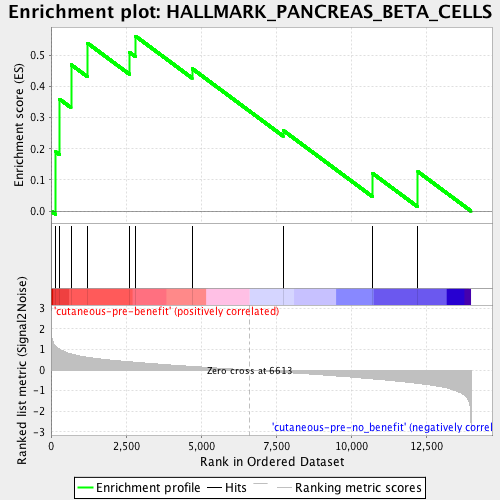 Enrichment plot: HALLMARK_PANCREAS_BETA_CELLS
Enrichment score (ES)
0.5
0.4
0.3
0.2
0.1
0.0
'cutaneous-pre-benefit' (positively correlated)
Ranked list metric (Signal2Noise)
3
2
1
0
-1
-2
-3
Zero cross at 6613
'cutaneous-pre-no_benefit' (negatively correl
0
2,500
5,000
7,500
10,000
12,500
Rank in Ordered Dataset
Enrichment profile
Hits
Ranking metric scores